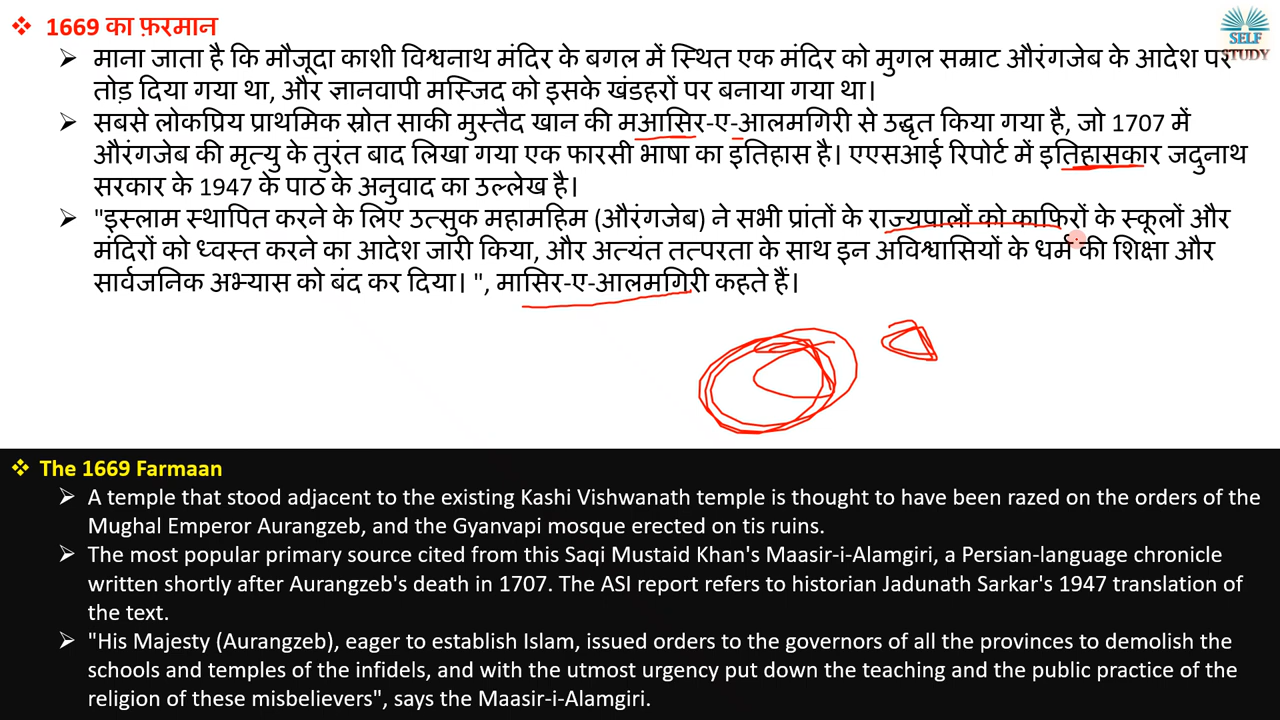 ❖ 1669 का फ़रमान
SELF
STUDY
➢ माना जाता है कि मौजूदा काशी विश्वनाथ मंदिर के बगल में स्थित एक मंदिर को मुगल सम्राट औरंगजेब के आदेश पर
तोड़ दिया गया था, और ज्ञानवापी मस्जिद को इसके खंडहरों पर बनाया गया था।
➢ सबसे लोकप्रिय प्राथमिक स्रोत साकी मुस्तैद खान की मआसिर-ए-आलमगिरी से उद्धृत किया गया है, जो 1707 में
औरंगजेब की मृत्यु के तुरंत बाद लिखा गया एक फारसी भाषा का इतिहास है। एएसआई रिपोर्ट में इतिहासकार जदुनाथ
सरकार के 1947 के पाठ के अनुवाद का उल्लेख है।
➢ "इस्लाम स्थापित करने के लिए उत्सुक महामहिम (औरंगजेब) ने सभी प्रांतों के राज्यपालों को काफिरों के स्कूलों और
मंदिरों को ध्वस्त करने का आदेश जारी किया, और अत्यंत तत्परता के साथ इन अविश्वासियों के धर्म की शिक्षा और
सार्वजनिक अभ्यास को बंद कर दिया। ", मासिर-ए-आलमगिरी कहते हैं।
❖ The 1669 Farmaan
➢ A temple that stood adjacent to the existing Kashi Vishwanath temple is thought to have been razed on the orders of the
Mughal Emperor Aurangzeb, and the Gyanvapi mosque erected on tis ruins.
➢ The most popular primary source cited from this Saqi Mustaid Khan's Maasir-i-Alamgiri, a Persian-language chronicle
written shortly after Aurangzeb's death in 1707. The ASI report refers to historian Jadunath Sarkar's 1947 translation of
the text.
➢ "His Majesty (Aurangzeb), eager to establish Islam, issued orders to the governors of all the provinces to demolish the
schools and temples of the infidels, and with the utmost urgency put down the teaching and the public practice of the
religion of these misbelievers", says the Maasir-i-Alamgiri.